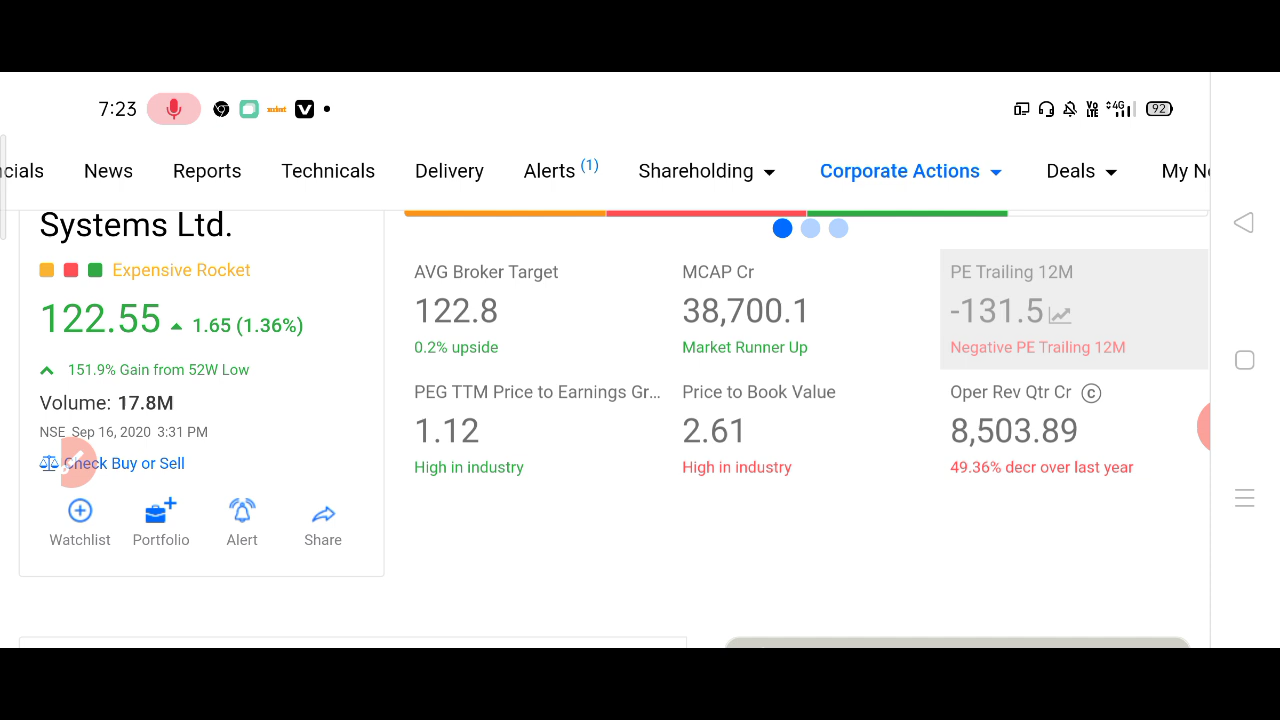 7:23
VO LTE 4G 92
ncials News Reports Technicals Delivery Alerts (1) Shareholding Corporate Actions Deals My N
Systems Ltd.
Expensive Rocket
122.55 1.65 (1.36%)
151.9% Gain from 52W Low
Volume: 17.8M
NSE Sep 16, 2020 3:31 PM
Check Buy or Sell
Watchlist Portfolio Alert Share
AVG Broker Target
122.8
0.2% upside
MCAP Cr
38,700.1
Market Runner Up
PE Trailing 12M
-131.5
Negative PE Trailing 12M
PEG TTM Price to Earnings Gr...
1.12
High in industry
Price to Book Value
2.61
High in industry
Oper Rev Qtr Cr C
8,503.89
49.36% decr over last year